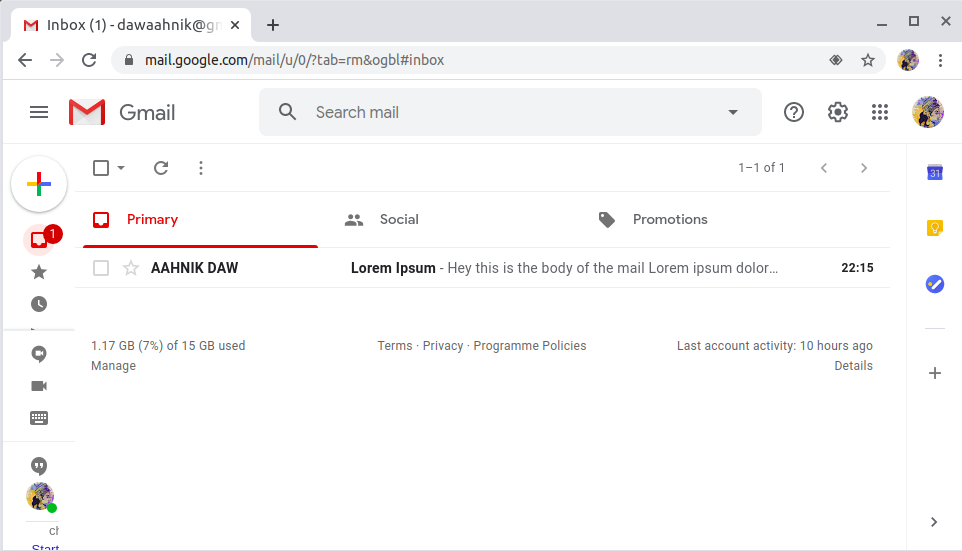 Inbox (1) - dawaahnik@g
mail.google.com/mail/u/0/?tab=rm&ogbl#inbox
Gmail
Search mail
1–1 of 1
31
1
Primary
Social
Promotions
AAHNIK DAW Lorem Ipsum - Hey this is the body of the mail Lorem ipsum dolor… 22:15
1.17 GB (7%) of 15 GB used
Manage
Terms · Privacy · Programme Policies
Last account activity: 10 hours ago
Details
Start